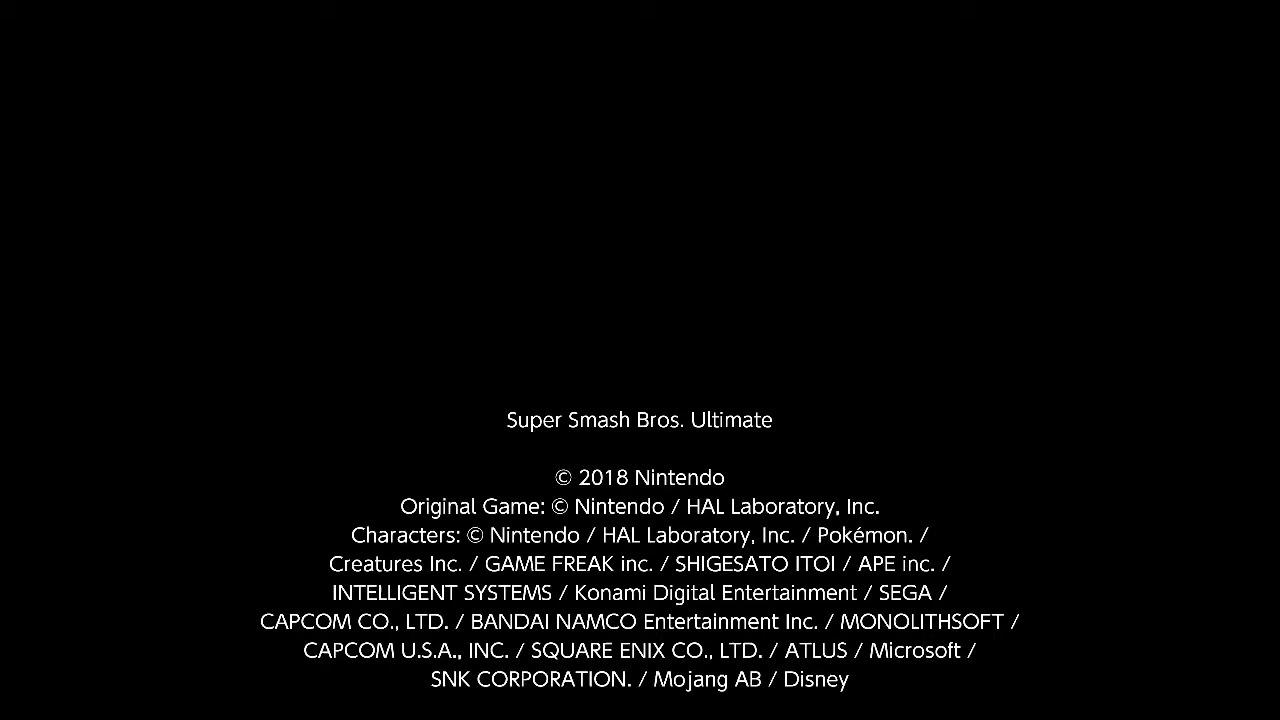 Super Smash Bros. Ultimate
© 2018 Nintendo
Original Game: © Nintendo / HAL Laboratory, Inc.
Characters: © Nintendo / HAL Laboratory, Inc. / Pokémon. /
Creatures Inc. / GAME FREAK inc. / SHIGESATO ITOI / APE inc. /
INTELLIGENT SYSTEMS / Konami Digital Entertainment / SEGA /
CAPCOM CO., LTD. / BANDAI NAMCO Entertainment Inc. / MONOLITHSOFT /
CAPCOM U.S.A., INC. / SQUARE ENIX CO., LTD. / ATLUS / Microsoft /
SNK CORPORATION. / Mojang AB / Disney